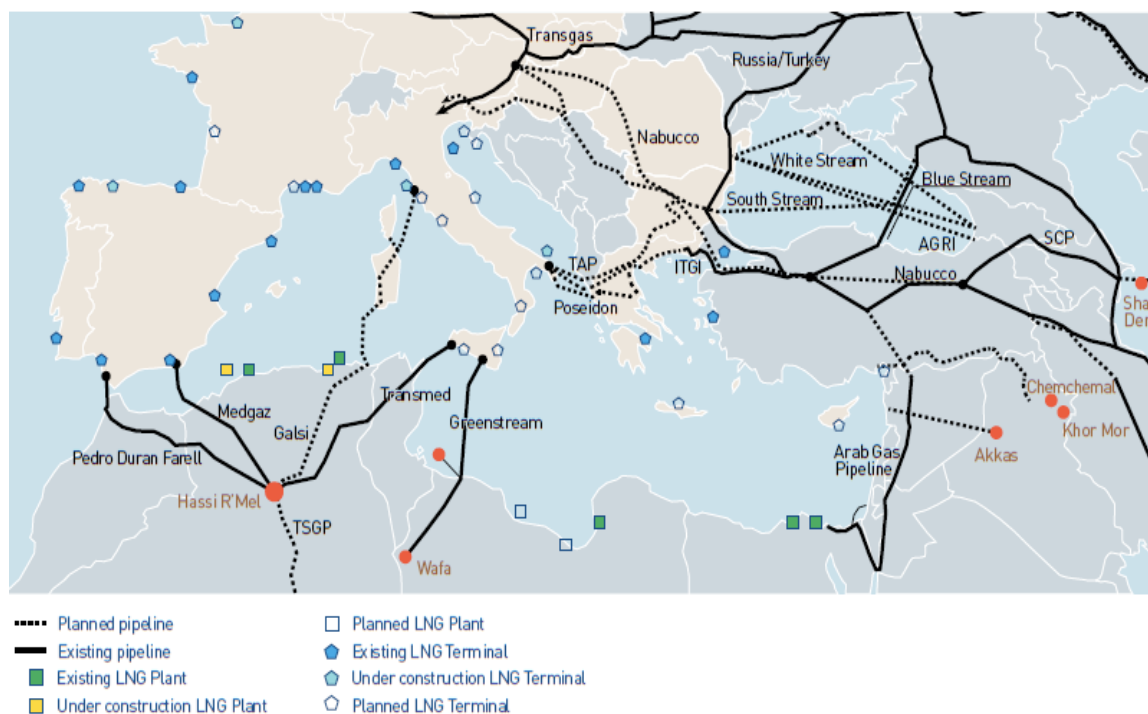 Transgas
Russia/Turkey
Nabucco
White Stream
Blue Stream
South Stream
AGRI
SCP
TAP
ITGI
Nabucco
Sha
Den
Poseidon
Transmed
Chemchemal
Medgaz
Greenstream
Khor Mor
Galsi
Arab Gas
Pipeline
Akkas
Pedro Duran Farell
Hassi R'Mel
TSGP
Wafa
Planned pipeline
Existing pipeline
Existing LNG Plant
Under construction LNG Plant
Planned LNG Plant
Existing LNG Terminal
Under construction LNG Terminal
Planned LNG Terminal